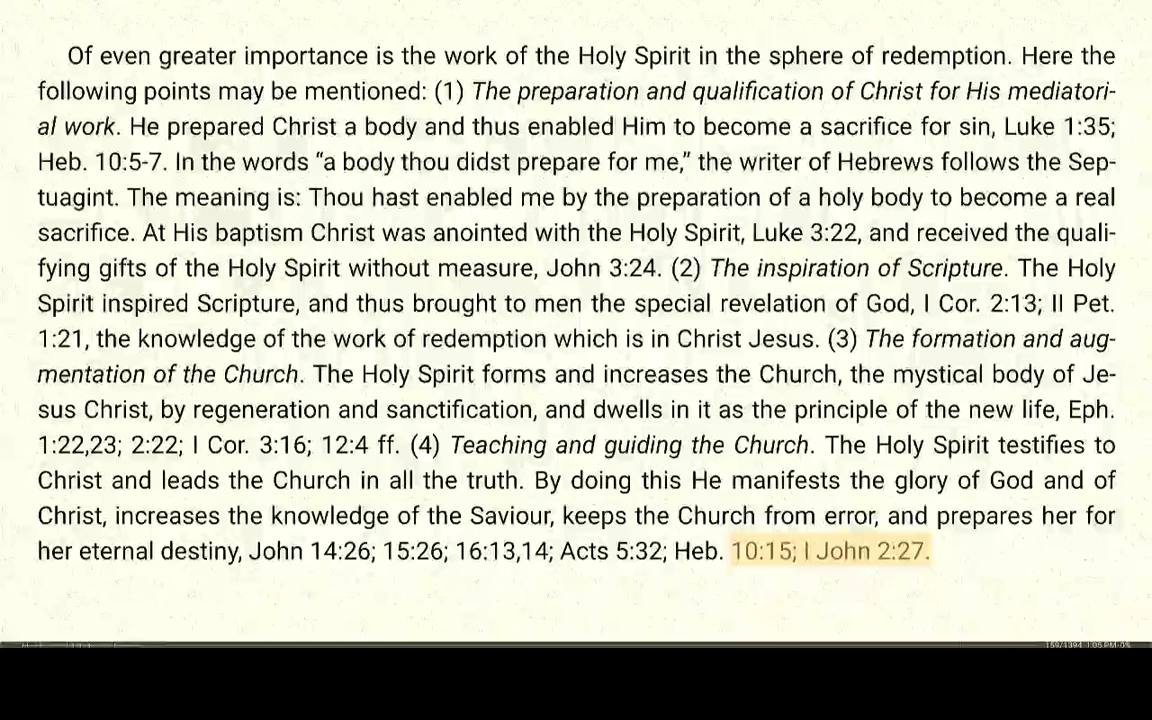 Of even greater importance is the work of the Holy Spirit in the sphere of redemption. Here the
following points may be mentioned: (1) The preparation and qualification of Christ for His mediatori-
al work. He prepared Christ a body and thus enabled Him to become a sacrifice for sin, Luke 1:35;
Heb. 10:5-7. In the words “a body thou didst prepare for me,” the writer of Hebrews follows the Sep-
tuagint. The meaning is: Thou hast enabled me by the preparation of a holy body to become a real
sacrifice. At His baptism Christ was anointed with the Holy Spirit, Luke 3:22, and received the quali-
fying gifts of the Holy Spirit without measure, John 3:24. (2) The inspiration of Scripture. The Holy
Spirit inspired Scripture, and thus brought to men the special revelation of God, I Cor. 2:13; II Pet.
1:21, the knowledge of the work of redemption which is in Christ Jesus. (3) The formation and aug-
mentation of the Church. The Holy Spirit forms and increases the Church, the mystical body of Je-
sus Christ, by regeneration and sanctification, and dwells in it as the principle of the new life, Eph.
1:22,23; 2:22; I Cor. 3:16; 12:4 ff. (4) Teaching and guiding the Church. The Holy Spirit testifies to
Christ and leads the Church in all the truth. By doing this He manifests the glory of God and of
Christ, increases the knowledge of the Saviour, keeps the Church from error, and prepares her for
her eternal destiny, John 14:26; 15:26; 16:13,14; Acts 5:32; Heb. 10:15; I John 2:27.